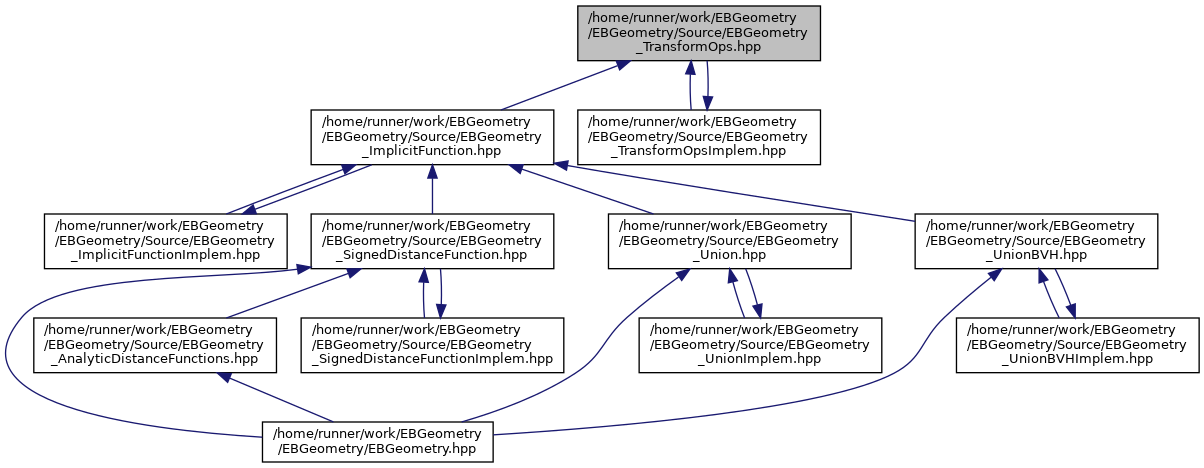 /home/runner/work/EBGeometry
/EBGeometry/Source/EBGeometry
_TransformOps.hpp
/home/runner/work/EBGeometry
/EBGeometry/Source/EBGeometry
_ImplicitFunction.hpp
/home/runner/work/EBGeometry
/EBGeometry/Source/EBGeometry
_TransformOpsImplem.hpp
/home/runner/work/EBGeometry
/EBGeometry/Source/EBGeometry
_ImplicitFunctionImplem.hpp
/home/runner/work/EBGeometry
/EBGeometry/Source/EBGeometry
_SignedDistanceFunction.hpp
/home/runner/work/EBGeometry
/EBGeometry/Source/EBGeometry
_Union.hpp
/home/runner/work/EBGeometry
/EBGeometry/Source/EBGeometry
_UnionBVH.hpp
/home/runner/work/EBGeometry
/EBGeometry/Source/EBGeometry
_AnalyticDistanceFunctions.hpp
/home/runner/work/EBGeometry
/EBGeometry/Source/EBGeometry
_SignedDistanceFunctionImplem.hpp
/home/runner/work/EBGeometry
/EBGeometry/Source/EBGeometry
_UnionImplem.hpp
/home/runner/work/EBGeometry
/EBGeometry/Source/EBGeometry
_UnionBVHImplem.hpp
/home/runner/work/EBGeometry
/EBGeometry/EBGeometry.hpp